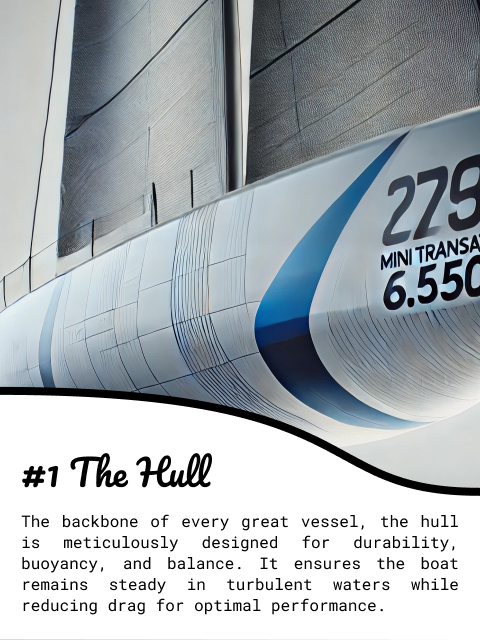 279
MINI TRANSA
6.550
#1 The Hull
The backbone of every great vessel, the hull
is meticulously designed for durability,
buoyancy, and balance. It ensures the boat
remains steady in turbulent waters while
reducing drag for optimal performance.